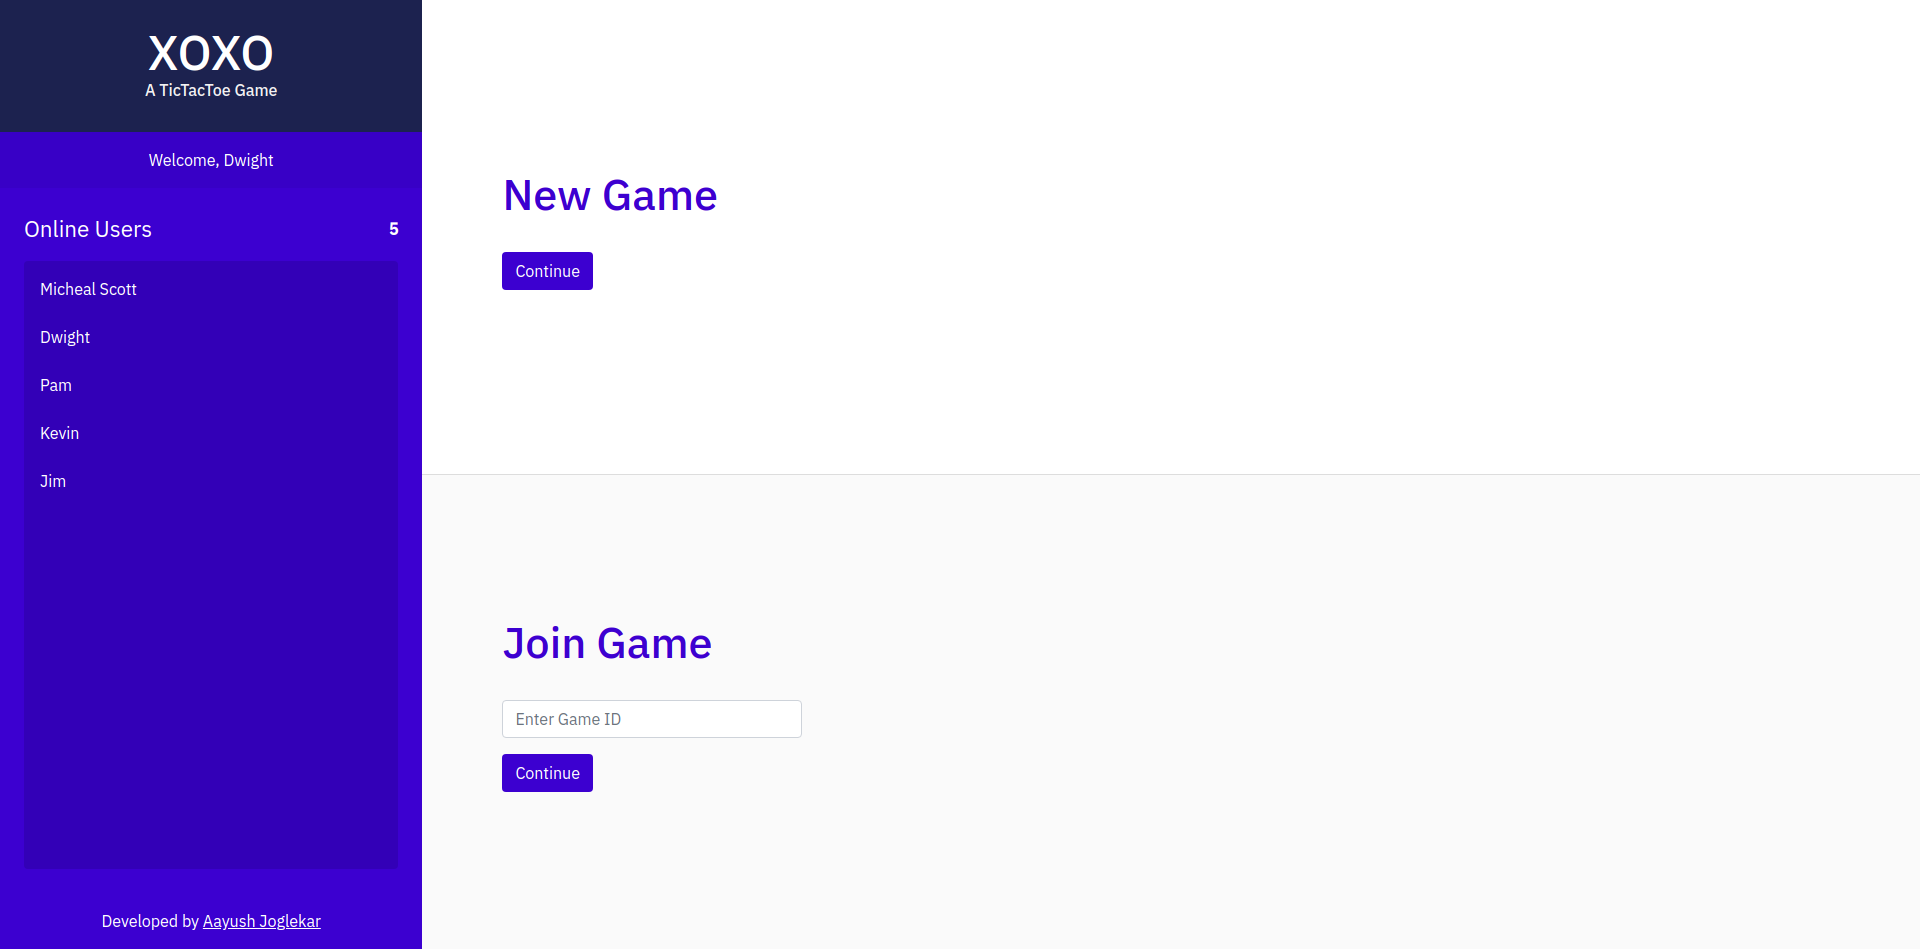 XOXO
A TicTacToe Game
Welcome, Dwight
Online Users 5
Micheal Scott
Dwight
Pam
Kevin
Jim
Developed by Aayush Joglekar
New Game
Continue
Join Game
Enter Game ID
Continue